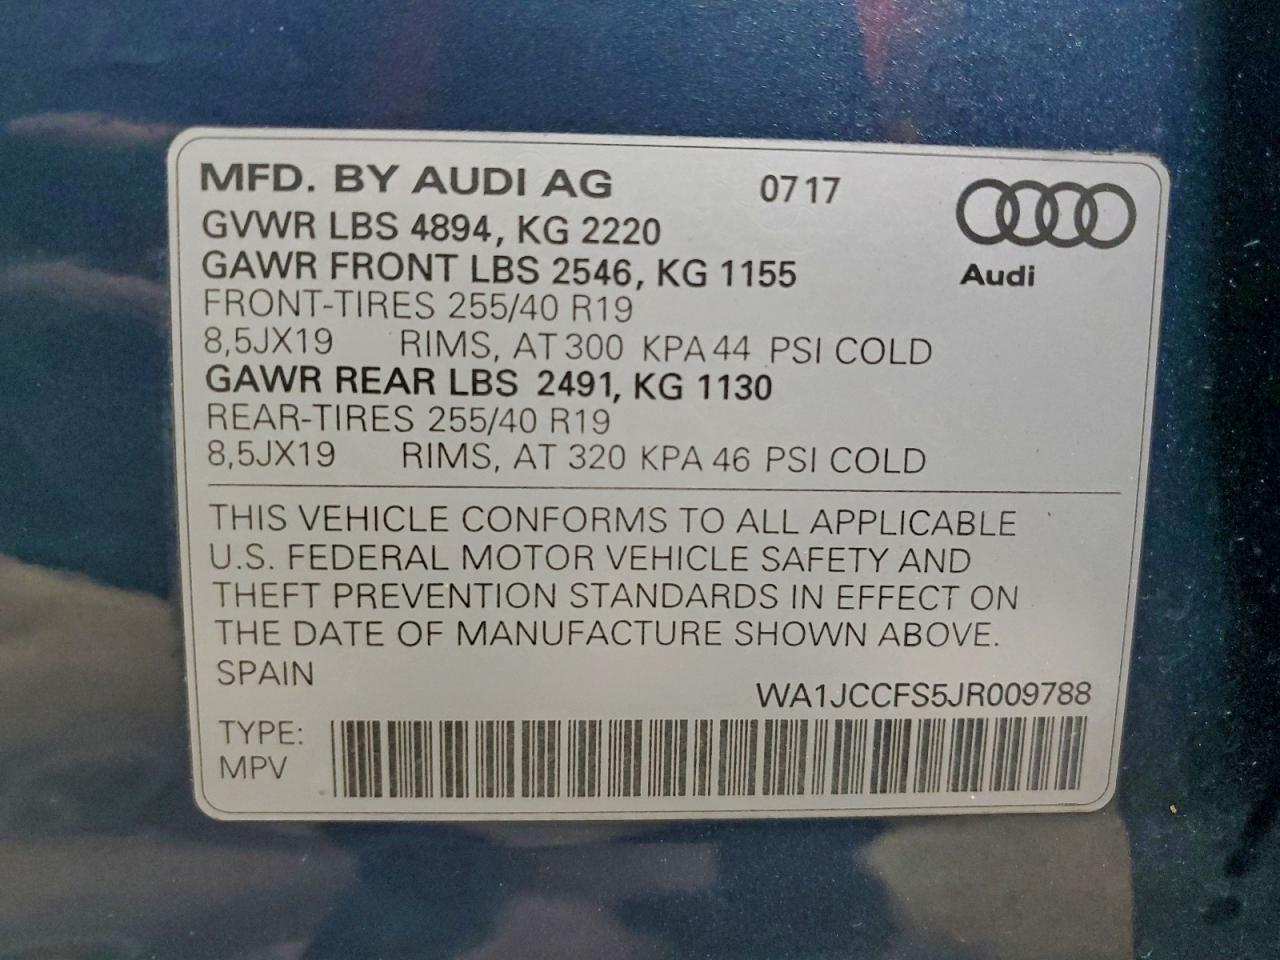 MFD. BY AUDI AG 0717
GVWR LBS 4894, KG 2220
GAWR FRONT LBS 2546, KG 1155
Audi
FRONT-TIRES 255/40 R19
8,5JX19 RIMS, AT 300 KPA 44 PSI COLD
GAWR REAR LBS 2491, KG 1130
REAR-TIRES 255/40 R19
8,5JX19 RIMS, AT 320 KPA 46 PSI COLD
THIS VEHICLE CONFORMS TO ALL APPLICABLE
U.S. FEDERAL MOTOR VEHICLE SAFETY AND
THEFT PREVENTION STANDARDS IN EFFECT ON
THE DATE OF MANUFACTURE SHOWN ABOVE.
SPAIN
WA1JCCFS5JR009788
TYPE:
MPV